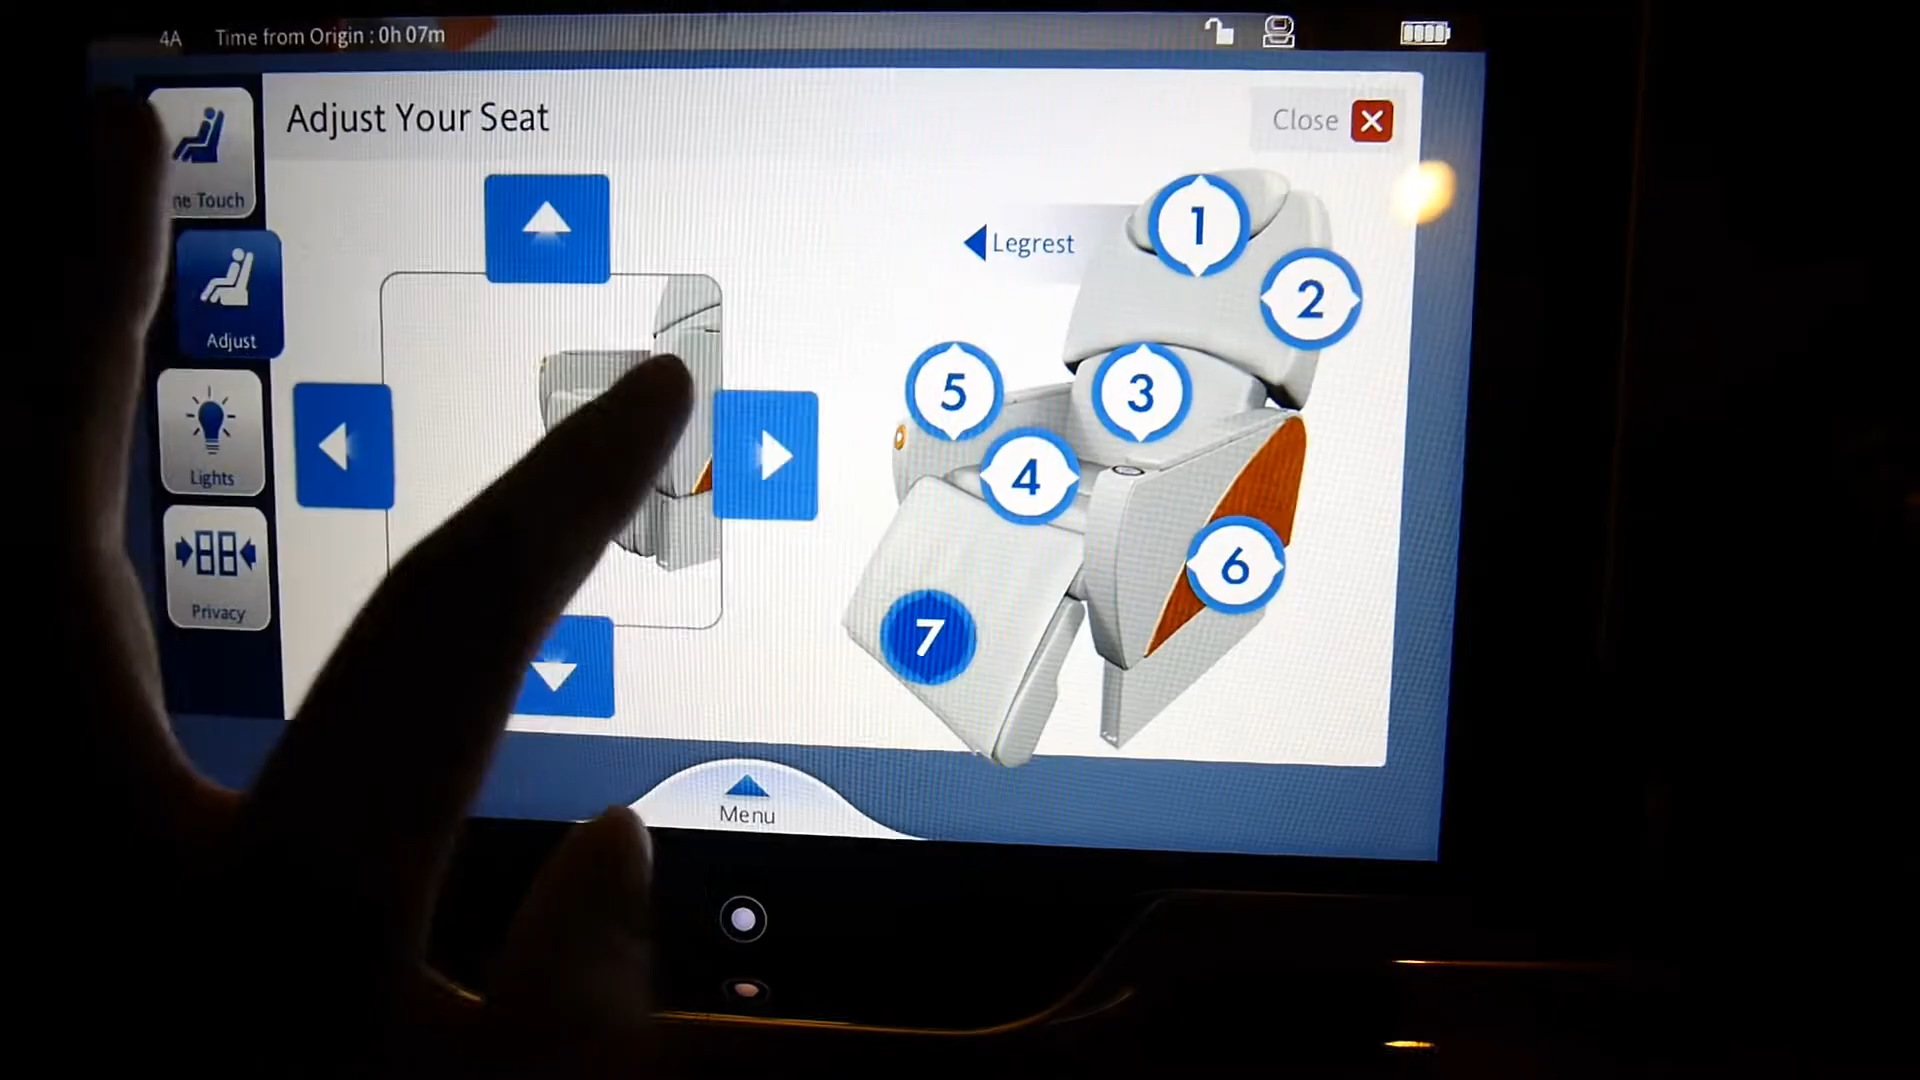 4A Time from Origin : 0h 07m
Adjust Your Seat
Close
ne Touch
Adjust
Lights
Privacy
Legrest
1
2
3
4
5
6
7
Menu